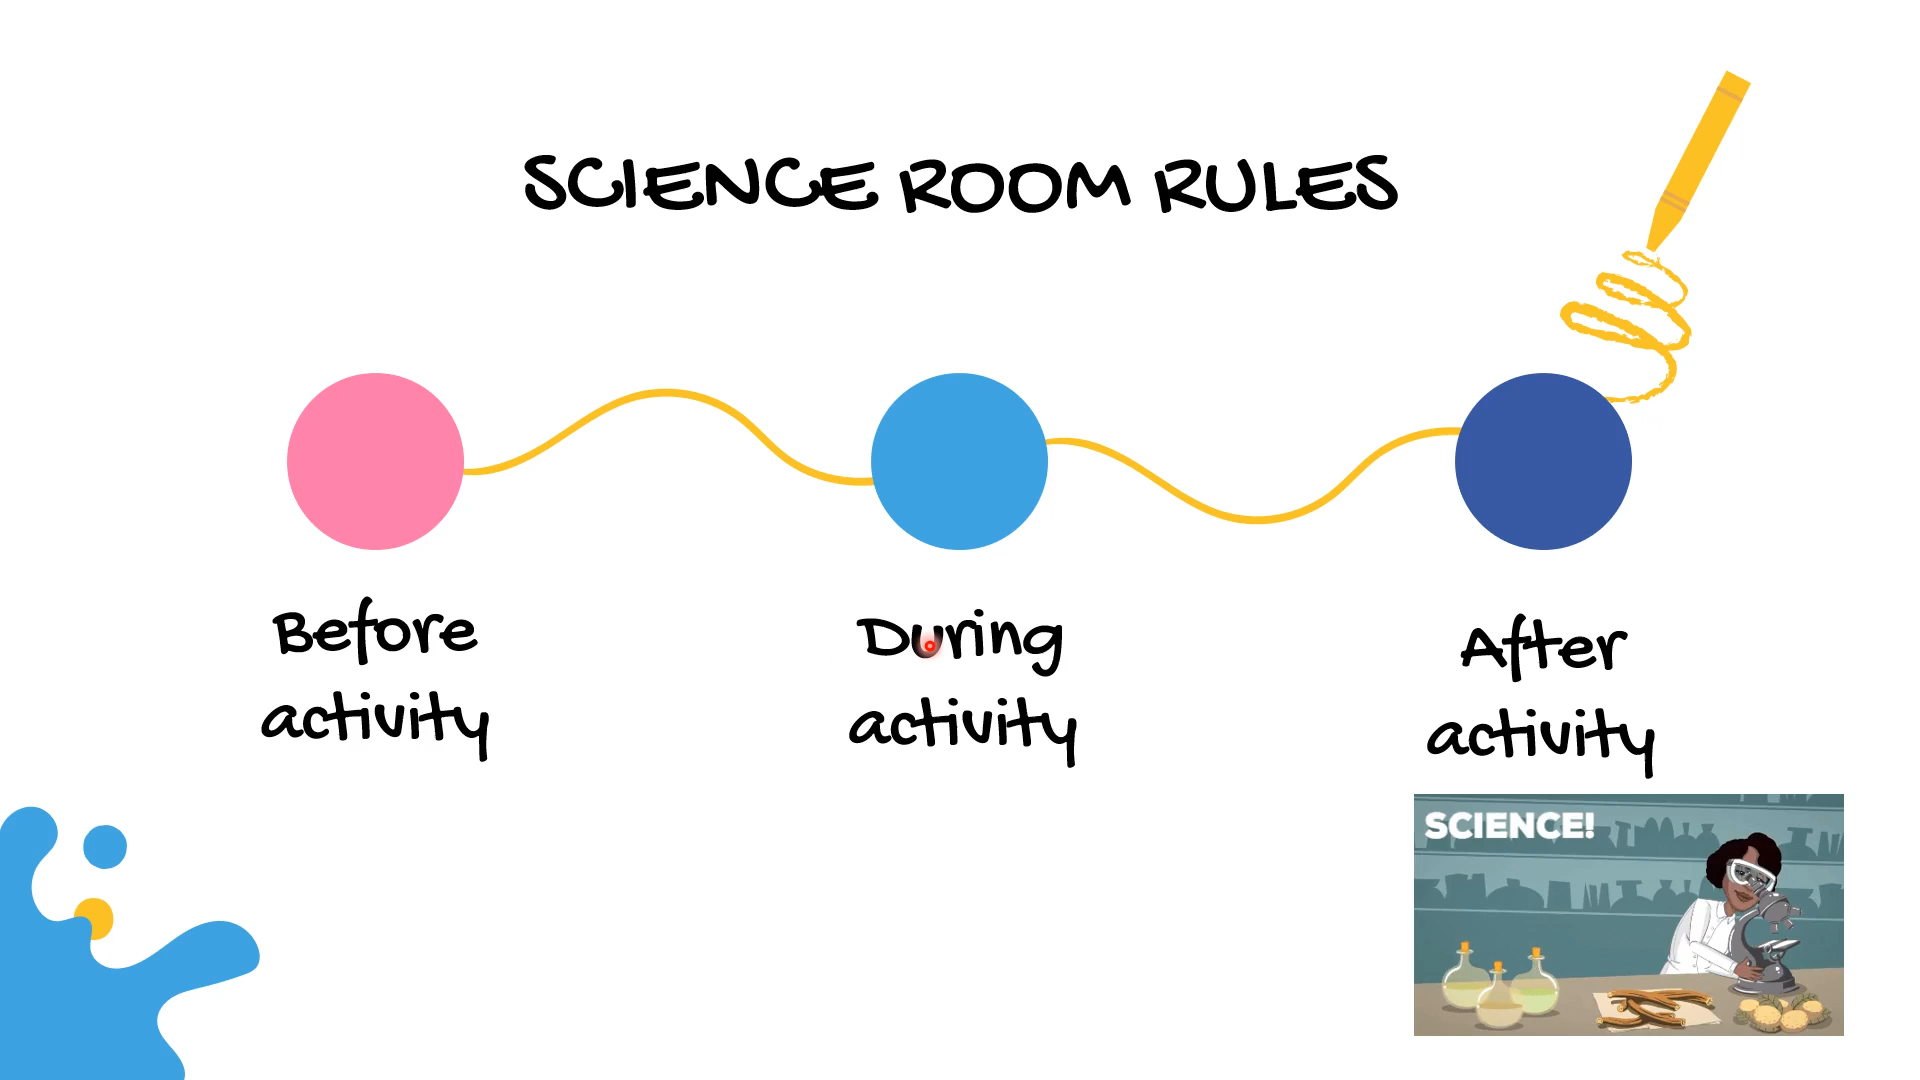 SCIENCE ROOM RULES
Before
activity
During
activity
After
activity
SCIENCE!